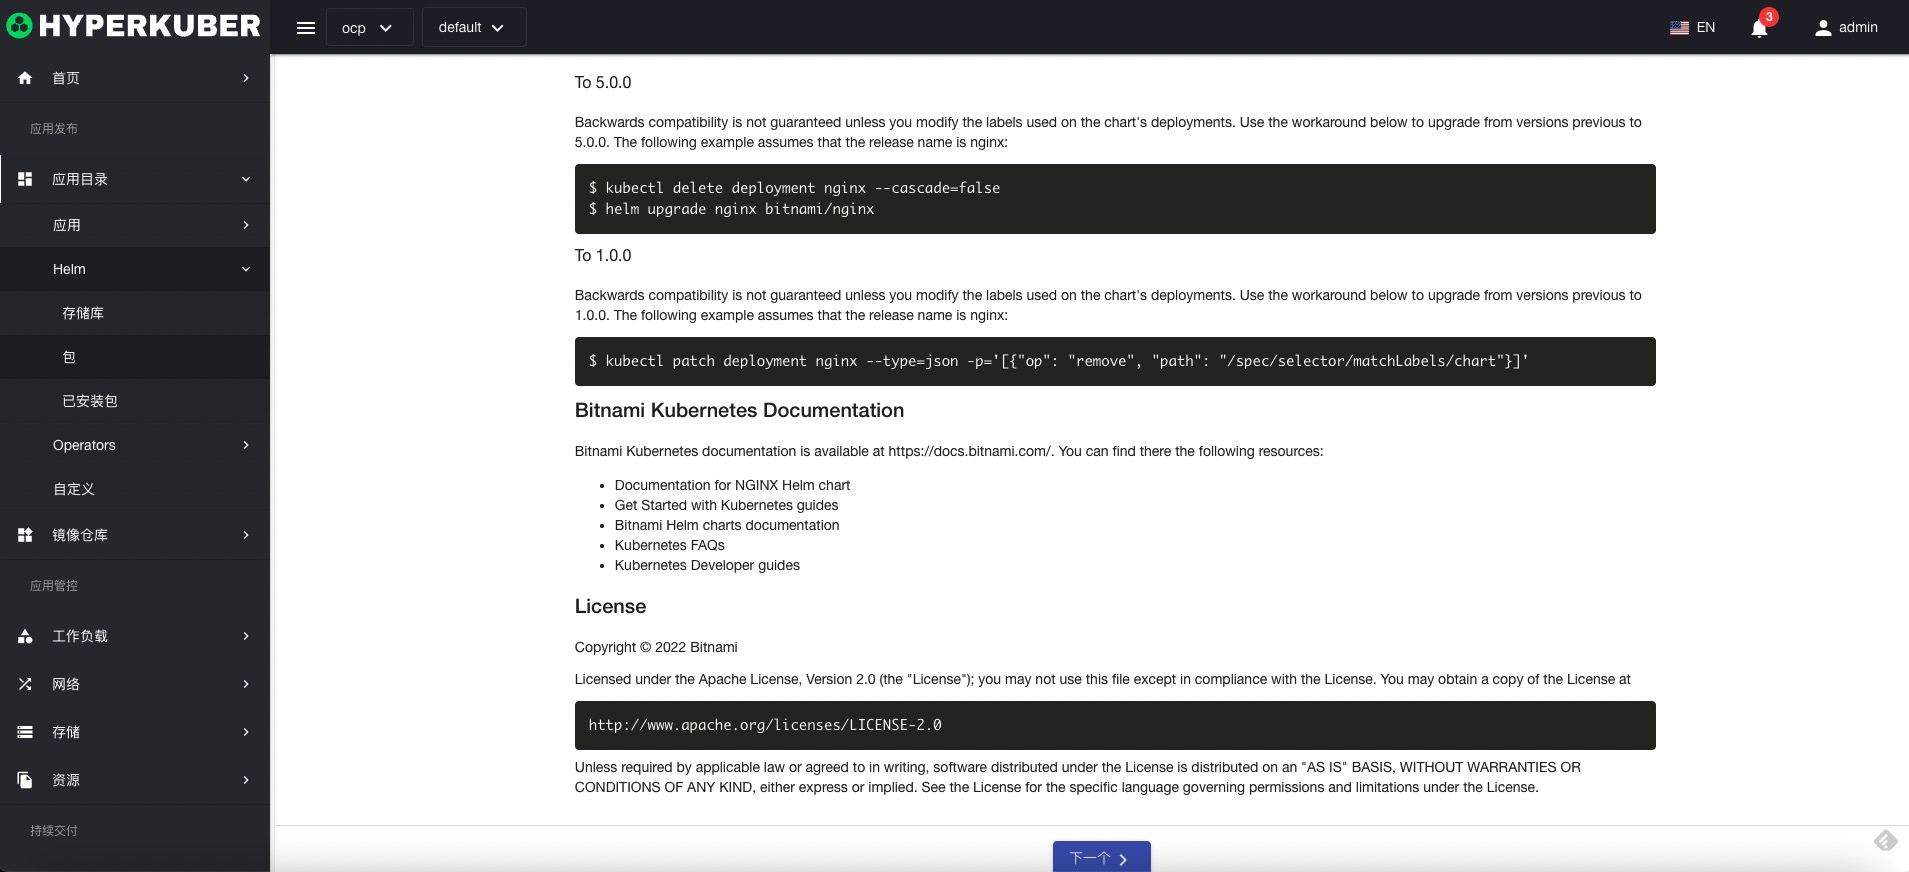 HYPERKUBER
ocp
default
EN
3
admin
首页
应用发布
应用目录
应用
Helm
存储库
包
已安装包
Operators
自定义
镜像仓库
应用管控
工作负载
网络
存储
资源
持续交付
To 5.0.0
Backwards compatibility is not guaranteed unless you modify the labels used on the chart's deployments. Use the workaround below to upgrade from versions previous to
5.0.0. The following example assumes that the release name is nginx:
$ kubectl delete deployment nginx --cascade=false
$ helm upgrade nginx bitnami/nginx
To 1.0.0
Backwards compatibility is not guaranteed unless you modify the labels used on the chart's deployments. Use the workaround below to upgrade from versions previous to
1.0.0. The following example assumes that the release name is nginx:
$ kubectl patch deployment nginx --type=json -p='[{"op": "remove", "path": "/spec/selector/matchLabels/chart"}]'
Bitnami Kubernetes Documentation
Bitnami Kubernetes documentation is available at https://docs.bitnami.com/. You can find there the following resources:
• Documentation for NGINX Helm chart
• Get Started with Kubernetes guides
• Bitnami Helm charts documentation
• Kubernetes FAQs
• Kubernetes Developer guides
License
Copyright © 2022 Bitnami
Licensed under the Apache License, Version 2.0 (the "License"); you may not use this file except in compliance with the License. You may obtain a copy of the License at
http://www.apache.org/licenses/LICENSE-2.0
Unless required by applicable law or agreed to in writing, software distributed under the License is distributed on an "AS IS" BASIS, WITHOUT WARRANTIES OR
CONDITIONS OF ANY KIND, either express or implied. See the License for the specific language governing permissions and limitations under the License.
下一个